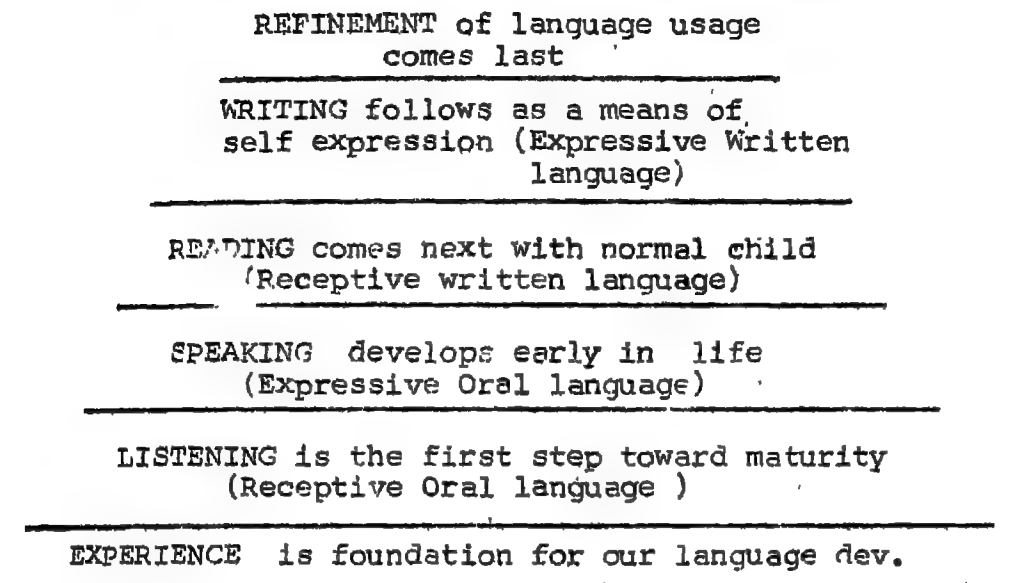 REFINEMENT of language usage
comes last
WRITING follows as a means of
self expression (Expressive Written
language)
READING comes next with normal child
(Receptive written language)
SPEAKING develops early in life
(Expressive Oral language)
LISTENING is the first step toward maturity
(Receptive Oral language )
EXPERIENCE is foundation for our language dev.